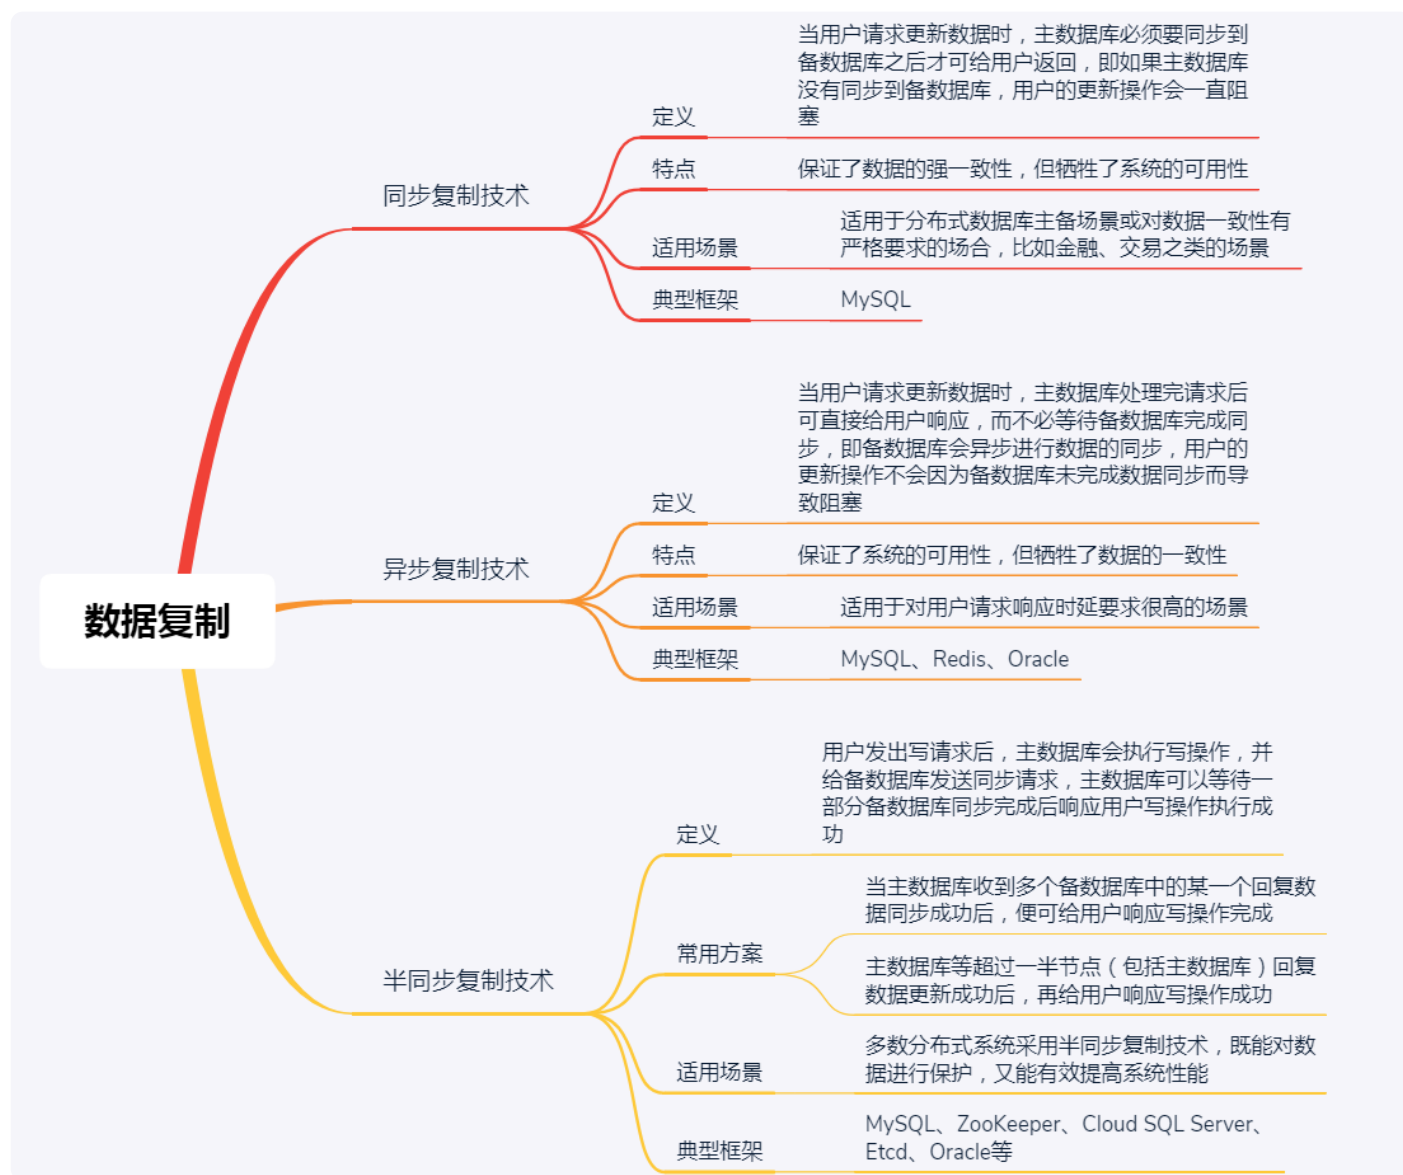 数据复制
同步复制技术
定义
当用户请求更新数据时，主数据库必须要同步到
备数据库之后才可给用户返回，即如果主数据库
没有同步到备数据库，用户的更新操作会一直阻
塞
特点
保证了数据的强一致性，但牺牲了系统的可用性
适用场景
适用于分布式数据库主备场景或对数据一致性有
严格要求的场合，比如金融、交易之类的场景
典型框架
MySQL
异步复制技术
定义
当用户请求更新数据时，主数据库处理完请求后
可直接给用户响应，而不必等待备数据库完成同
步，即备数据库会异步进行数据的同步，用户的
更新操作不会因为备数据库未完成数据同步而导
致阻塞
特点
保证了系统的可用性，但牺牲了数据的一致性
适用场景
适用于对用户请求响应时延要求很高的场景
典型框架
MySQL、Redis、Oracle
半同步复制技术
定义
用户发出写请求后，主数据库会执行写操作，并
给备数据库发送同步请求，主数据库可以等待一
部分备数据库同步完成后响应用户写操作执行成
功
常用方案
当主数据库收到多个备数据库中的某一个回复数
据同步成功后，便可给用户响应写操作完成
主数据库等超过一半节点（包括主数据库）回复
数据更新成功后，再给用户响应写操作成功
适用场景
多数分布式系统采用半同步复制技术，既能对数
据进行保护，又能有效提高系统性能
典型框架
MySQL、ZooKeeper、Cloud SQL Server、
Etcd、Oracle等